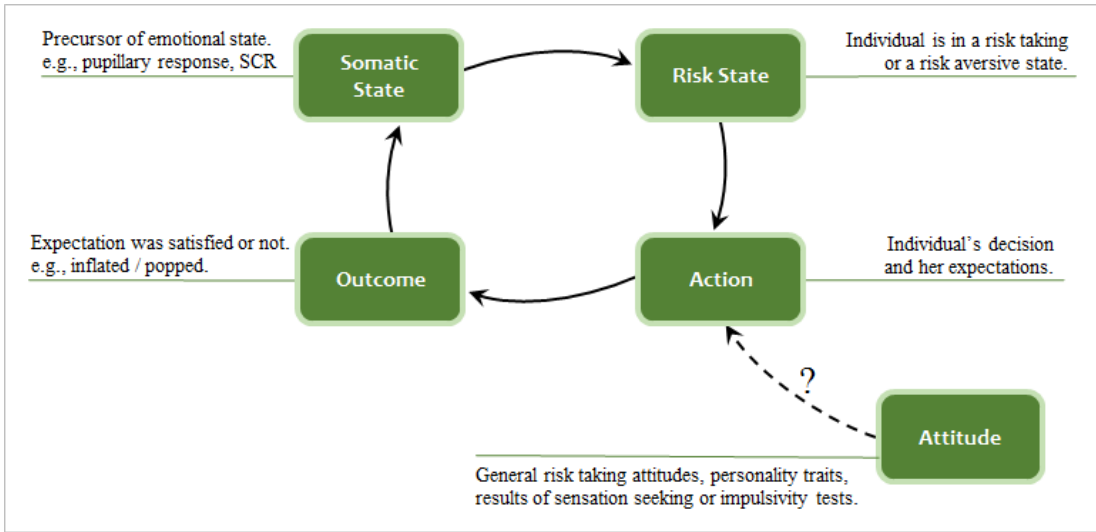 Precursor of emotional state.
e.g., pupillary response, SCR
Somatic
State
Risk State
Individual is in a risk taking
or a risk aversive state.
Expectation was satisfied or not.
e.g., inflated / popped.
Outcome
Action
Individual's decision
and her expectations.
?
Attitude
General risk taking attitudes, personality traits,
results of sensation seeking or impulsivity tests.